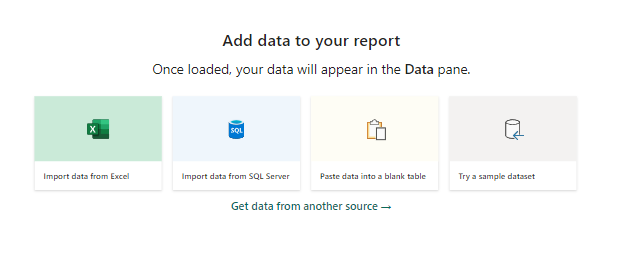 Add data to your report
Once loaded, your data will appear in the Data pane.
X
SQL
Import data from Excel
Import data from SQL Server
Paste data into a blank table
Try a sample dataset
Get data from another source →